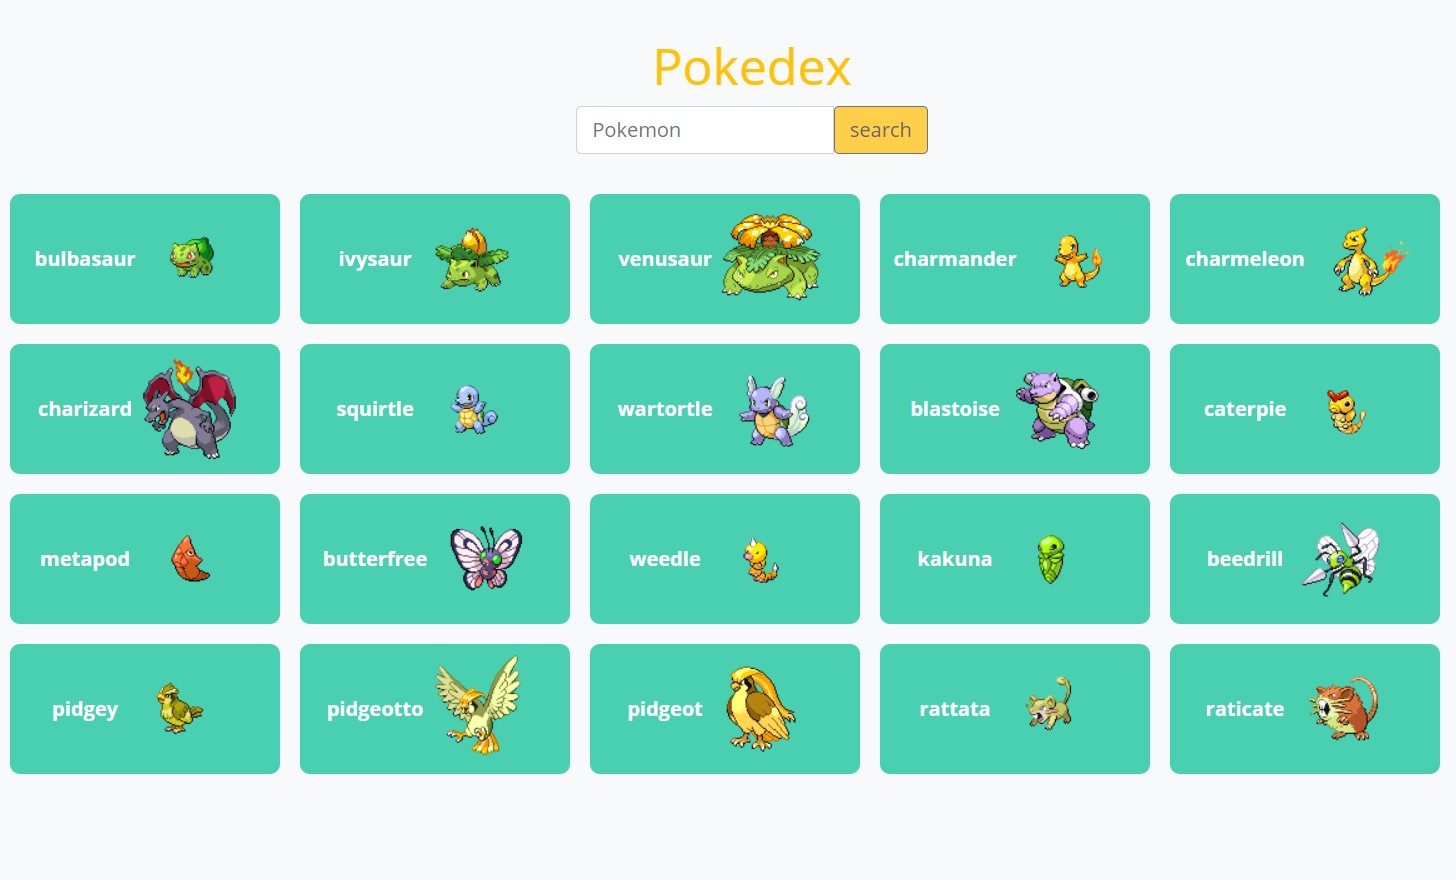 Pokedex
Pokemon search
bulbasaur ivysaur venusaur charmander charmeleon
charizard squirtle wartortle blastoise caterpie
metapod butterfree weedle kakuna beedrill
pidgey pidgeotto pidgeot rattata raticate